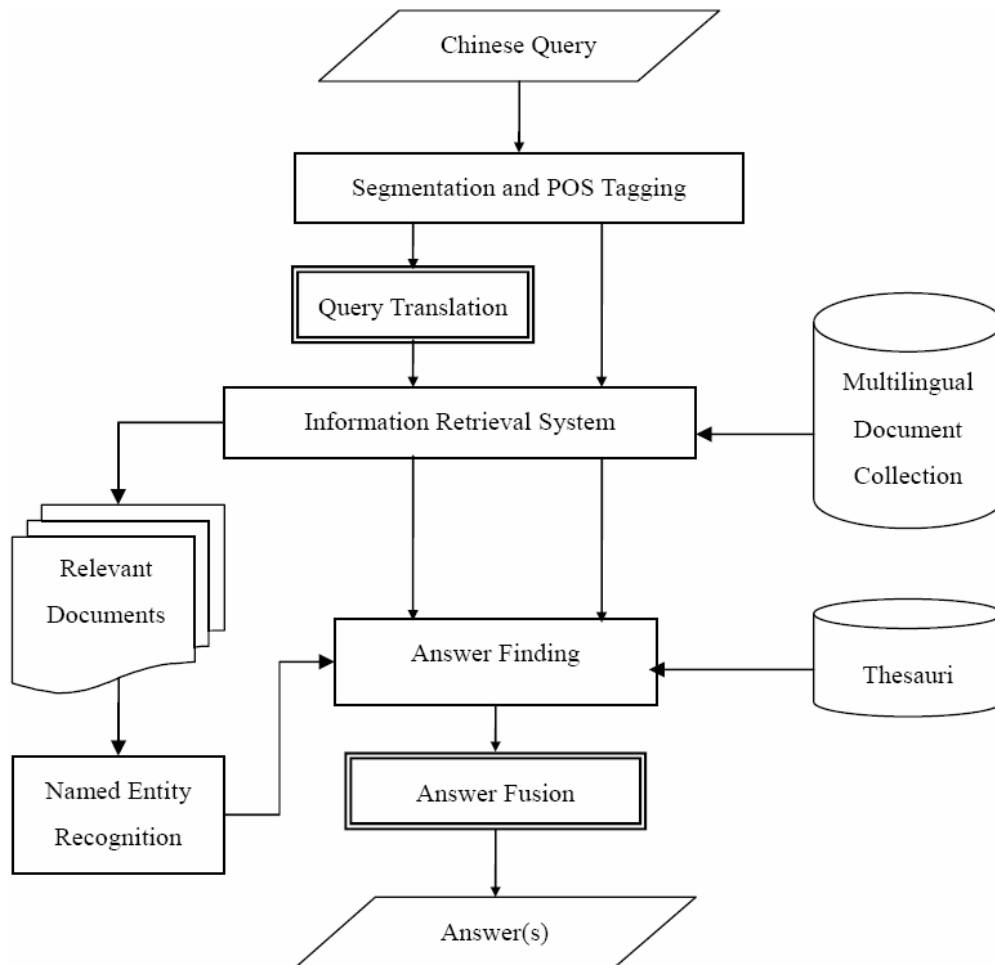 Chinese Query
Segmentation and POS Tagging
Query Translation
Information Retrieval System
Multilingual
Document
Collection
Relevant
Documents
Answer Finding
Thesauri
Named Entity
Recognition
Answer Fusion
Answer(s)